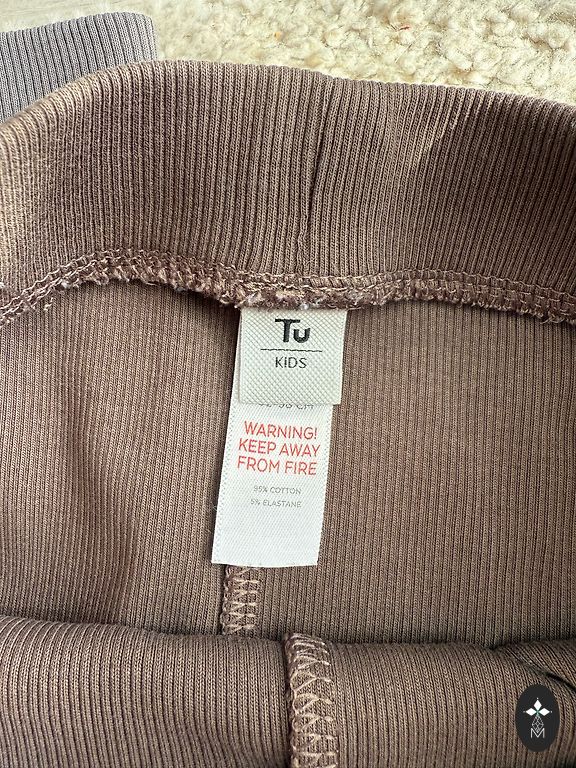 Tu
KIDS
WARNING!
KEEP AWAY
FROM FIRE
95% COTTON
5% ELASTANE